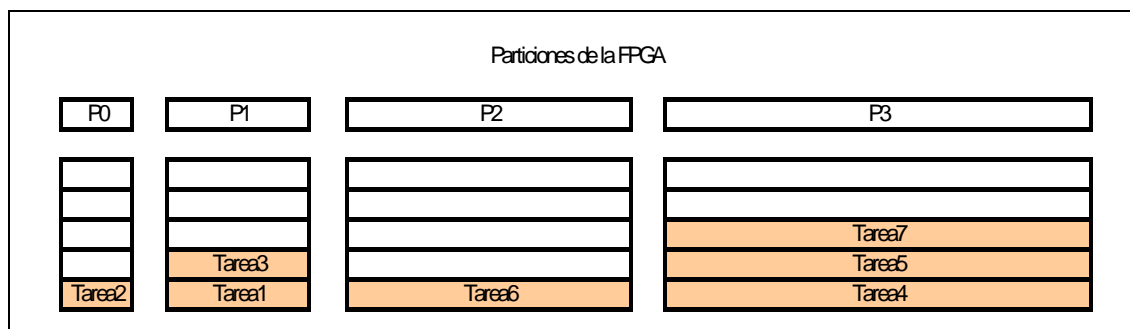 Particiones de la FPGA
P0 P1 P2 P3
Tarea7
Tarea3 Tarea5
Tarea2 Tarea1 Tarea6 Tarea4